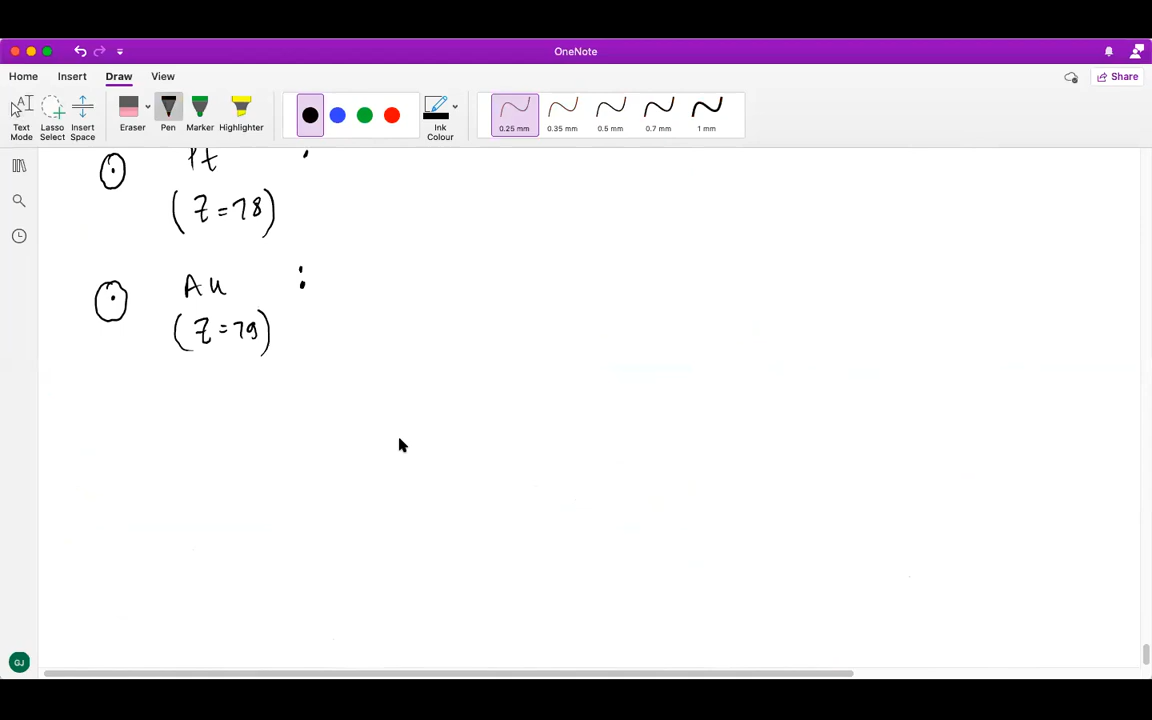 OneNote
Home Insert Draw View Share
Text Mode Lasso Select Insert Space Eraser Pen Marker Highlighter Ink Colour 0.25 mm 0.35 mm 0.5 mm 0.7 mm 1 mm
Pt :
(Z=78)
Au :
(Z=79)
GJ